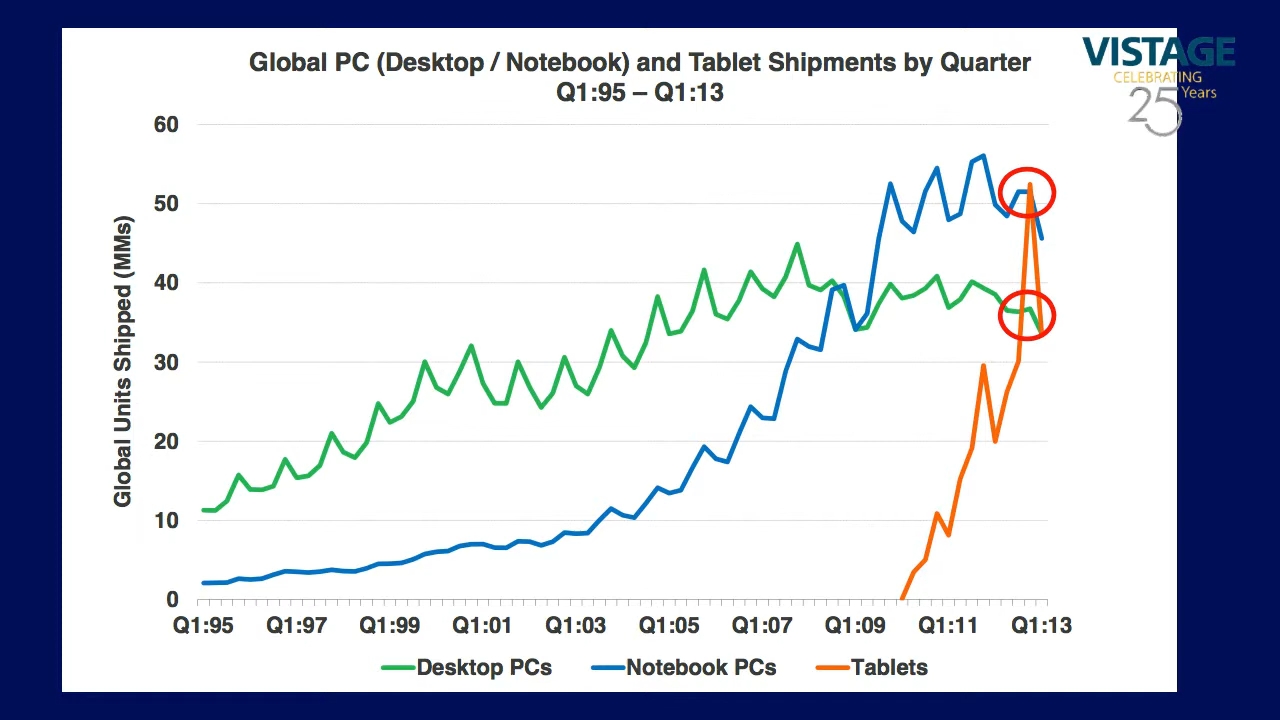 Global PC (Desktop / Notebook) and Tablet Shipments by Quarter
Q1:95 – Q1:13
VISTAGE
CELEBRATING
25 Years
Global Units Shipped (MMs)
60
50
40
30
20
10
0
Q1:95 Q1:97 Q1:99 Q1:01 Q1:03 Q1:05 Q1:07 Q1:09 Q1:11 Q1:13
Desktop PCs Notebook PCs Tablets